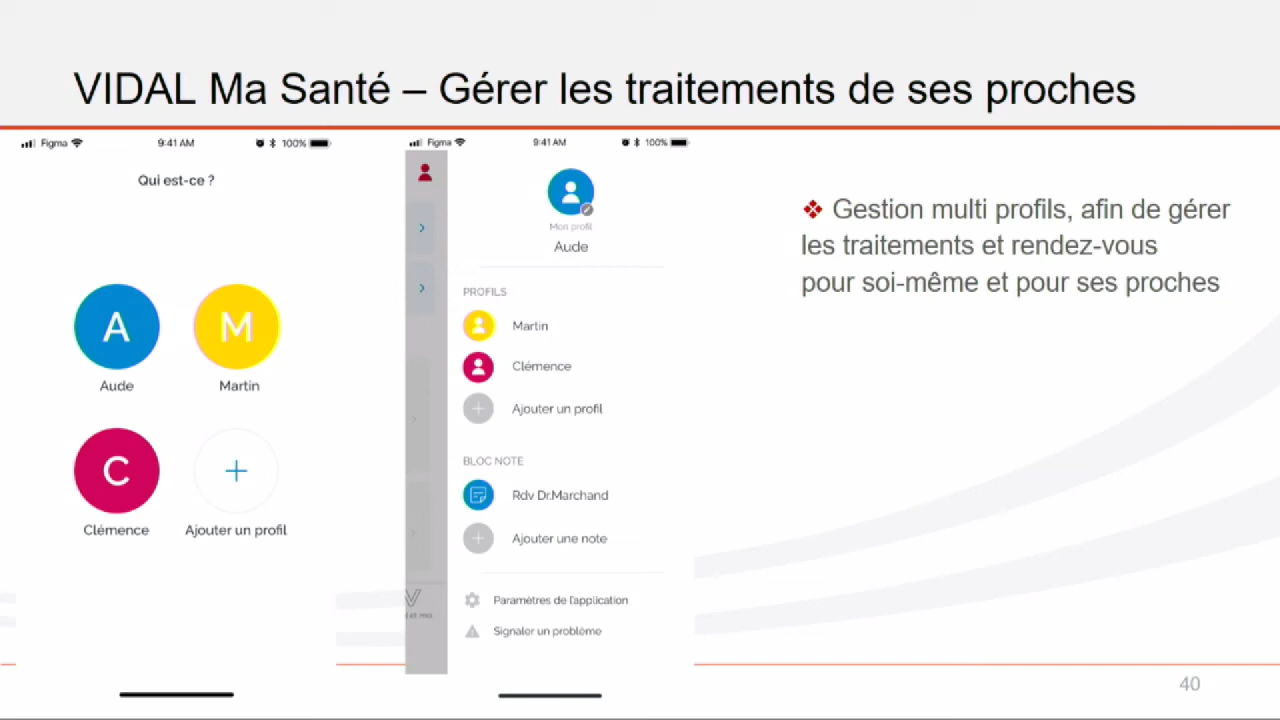 VIDAL Ma Santé – Gérer les traitements de ses proches
Figma
9:41 AM
100%
Qui est-ce ?
A
M
Aude
Martin
C
Clémence
Ajouter un profil
Figma
9:41 AM
100%
Mon profil
Aude
PROFILS
Martin
Clémence
Ajouter un profil
BLOC NOTE
Rdv Dr.Marchand
Ajouter une note
Paramètres de l'application
Signaler un problème
l et mo
❖ Gestion multi profils, afin de gérer
les traitements et rendez-vous
pour soi-même et pour ses proches
40